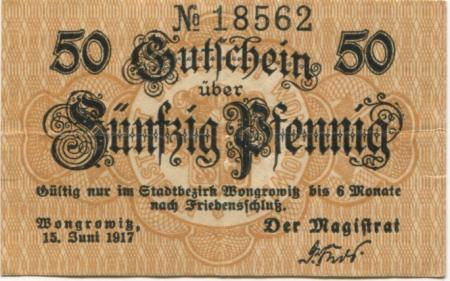 № 18562
50 Gutschein 50
über
Fünfzig Pfennig
Gültig nur im Stadtbezirk Wongrowitz bis 6 Monate
nach Friedensschluß.
Wongrowitz,
15. Juni 1917
Der Magistrat